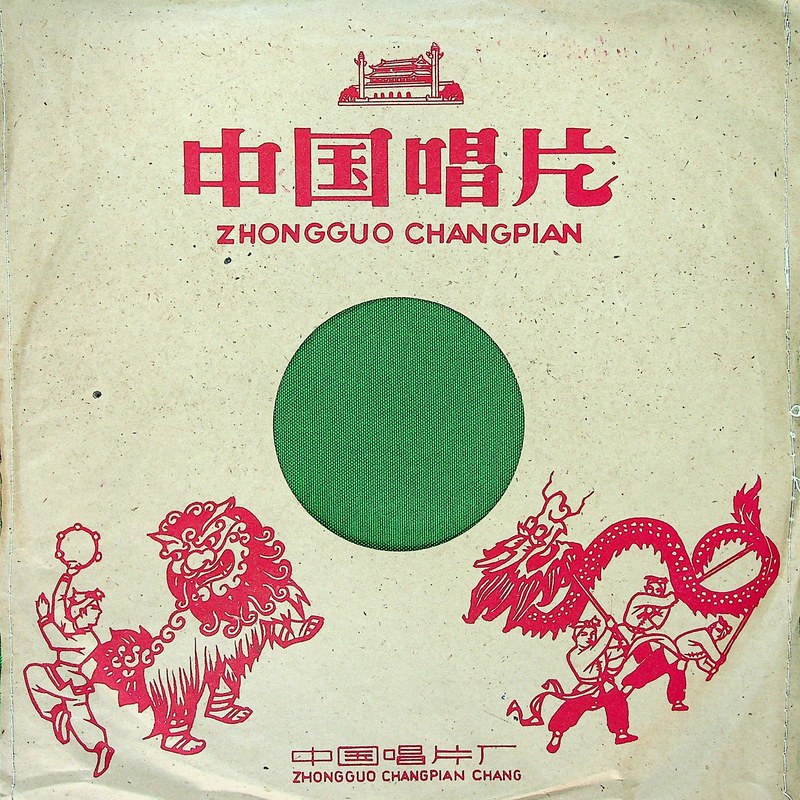 中国唱片
ZHONGGUO CHANGPIAN
中国唱片厂
ZHONGGUO CHANGPIAN CHANG